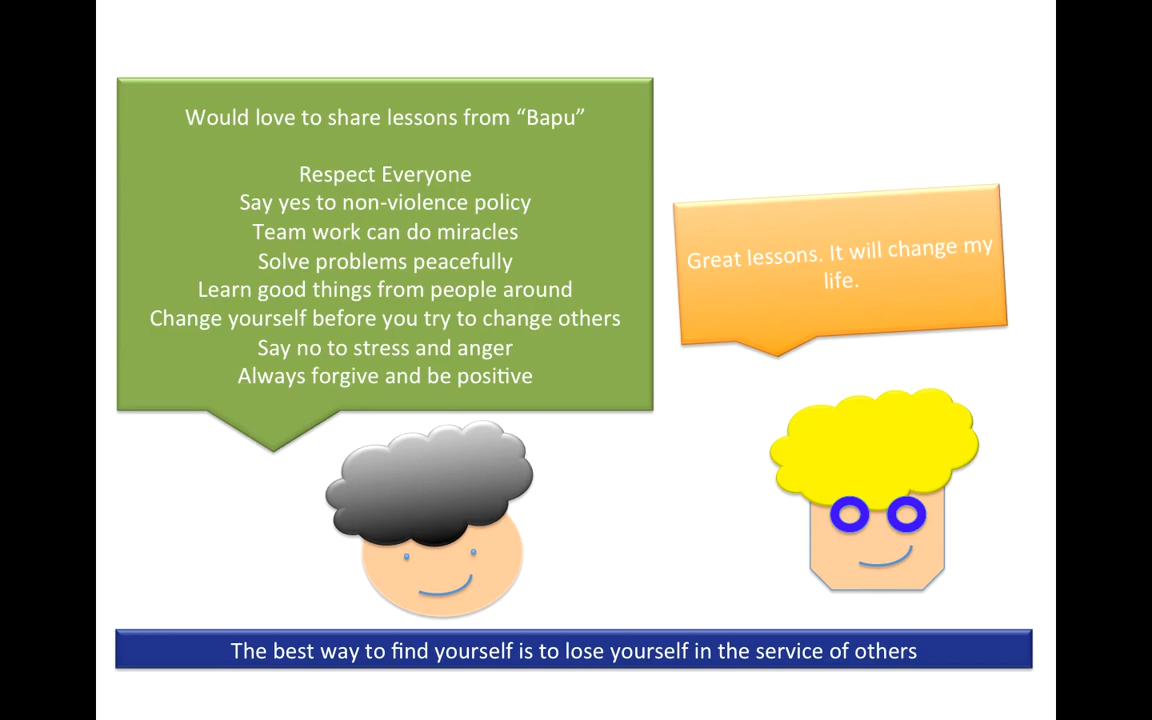 Would love to share lessons from “Bapu”
Respect Everyone
Say yes to non-violence policy
Team work can do miracles
Solve problems peacefully
Learn good things from people around
Change yourself before you try to change others
Say no to stress and anger
Always forgive and be positive
Great lessons. It will change my
life.
The best way to find yourself is to lose yourself in the service of others